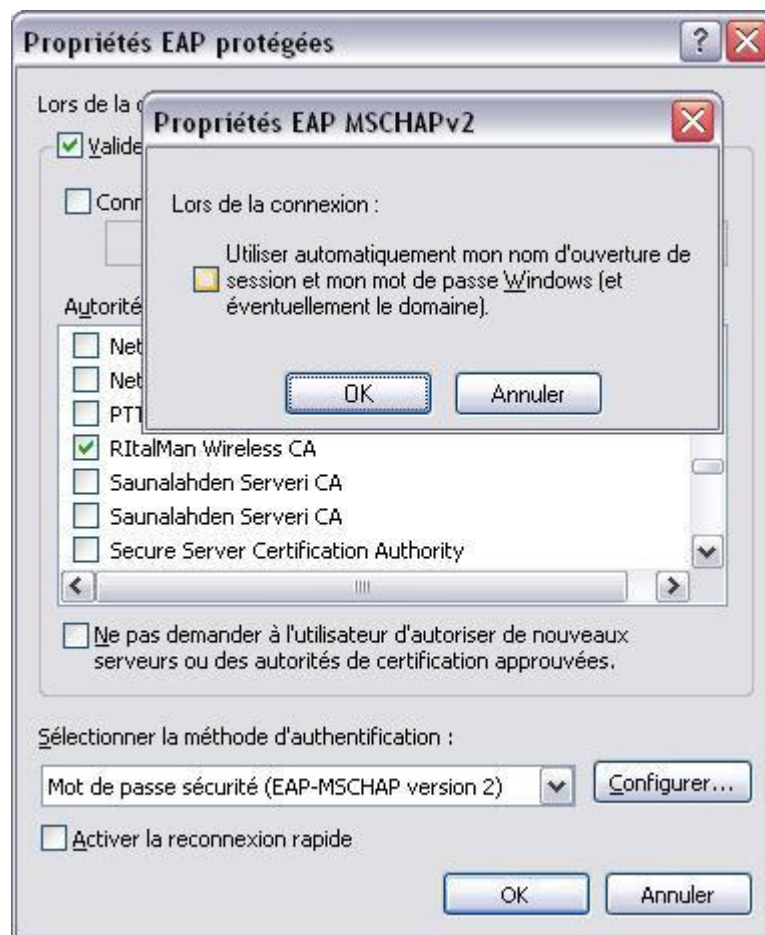 Propriétés EAP protégées
Lors de la
Propriétés EAP MSCHAPv2
Valide
Lors de la connexion :
Utiliser automatiquement mon nom d'ouverture de
session et mon mot de passe Windows (et
éventuellement le domaine).
Autorité
OK
Annuler
Net
Net
RItalMan Wireless CA
Saunalahden Serveri CA
Saunalahden Serveri CA
Secure Server Certification Authority
Ne pas demander à l'utilisateur d'autoriser de nouveaux
serveurs ou des autorités de certification approuvées.
Sélectionner la méthode d'authentification :
Mot de passe sécurité (EAP-MSCHAP version 2)
Configurer...
Activer la reconnexion rapide
OK
Annuler